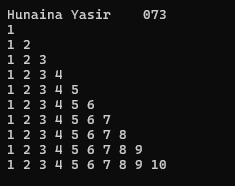 Hunaina Yasir    073
1
1 2
1 2 3
1 2 3 4
1 2 3 4 5
1 2 3 4 5 6
1 2 3 4 5 6 7
1 2 3 4 5 6 7 8
1 2 3 4 5 6 7 8 9
1 2 3 4 5 6 7 8 9 10